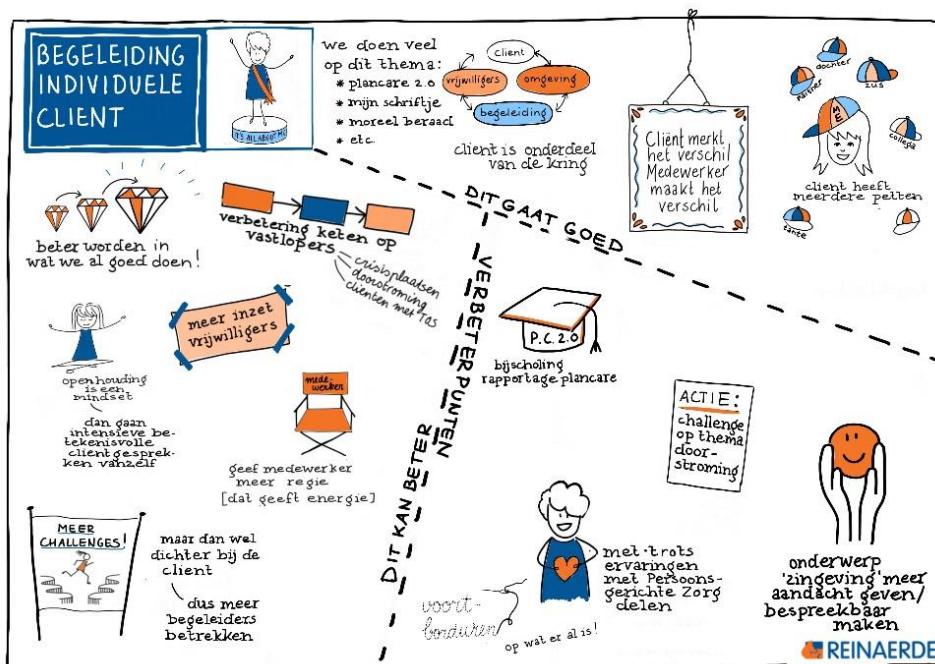 BEGELEIDING
INDIVIDUELE
CLIENT
IT'S ALL ABOUT ME
we doen veel
op dit thema:
* plancare 2.0
* mijn schriftje
* moreel beraad
* etc.
client
vrijwilligers
omgeving
begeleiding
client is onderdeel
van de kring
Cliënt merkt
het verschil
Medewerker
maakt het
verschil
dochter
partner
zus
ME
collega
client heeft
meerdere petten
tante
DIT GAAT GOED
beter worden in
wat we al goed doen!
verbetering keten op
vastlopers
crisisplaatsen
doorstroming
cliënten met Tas
meer inzet
vrijwilligers
open houding
is een
mindset
dan gaan
intensieve be-
tekenisvolle
client gesprek-
ken vanzelf
mede-
werker
geef medewerker
meer regie
[dat geeft energie]
MEER
CHALLENGES!
maar dan wel
dichter bij de
client
dus meer
begeleiders
betrekken
DIT KAN BETER
VERBETERPUNTEN
P.C. 2.0
bijscholing
rapportage plancare
ACTIE:
challenge
op thema
door-
stroming
met trots
ervaringen
met Persoons-
gerichte Zorg
delen
voort-
borduren
op wat er al is!
onderwerp
'zingeving' meer
aandacht geven/
bespreekbaar
maken
REINAERDE